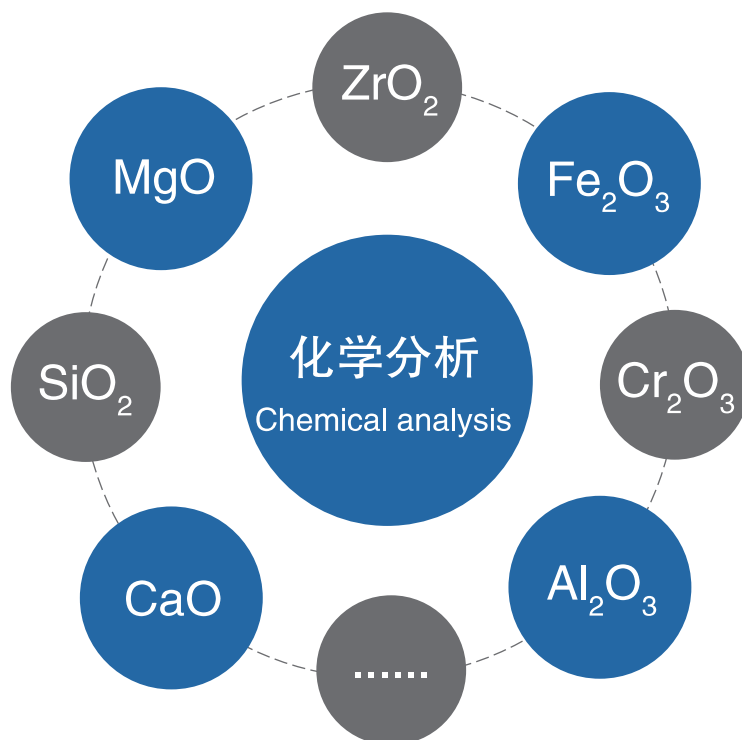 ZrO₂
MgO
Fe₂O₃
化学分析
Chemical analysis
SiO₂
Cr₂O₃
CaO
Al₂O₃
......